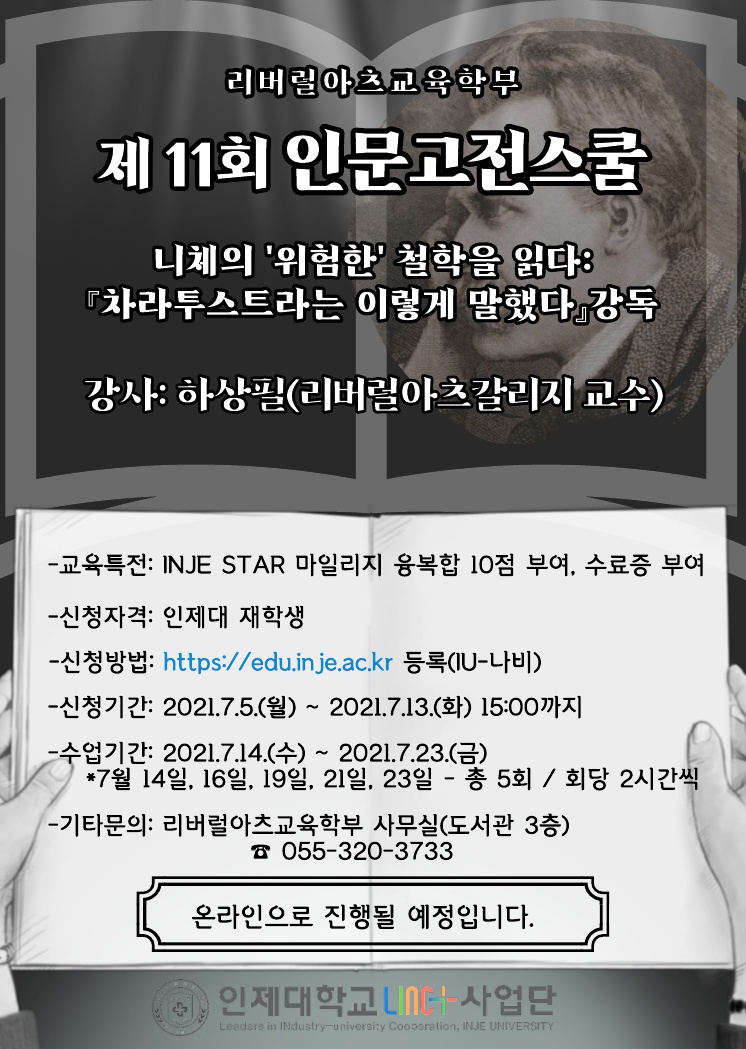 리버럴아츠교육학부
제 11회 인문고전스쿨
니체의 '위험한' 철학을 읽다:
『차라투스트라는 이렇게 말했다』강독
강사: 하상필(리버럴아츠칼리지 교수)
-교육특전: INJE STAR 마일리지 융복합 10점 부여, 수료증 부여
-신청자격: 인제대 재학생
-신청방법: https://edu.inje.ac.kr 등록(IU-나비)
-신청기간: 2021.7.5.(월) ~ 2021.7.13.(화) 15:00까지
-수업기간: 2021.7.14.(수) ~ 2021.7.23.(금)
*7월 14일, 16일, 19일, 21일, 23일 - 총 5회 / 회당 2시간씩
-기타문의: 리버럴아츠교육학부 사무실(도서관 3층)
☎ 055-320-3733
온라인으로 진행될 예정입니다.
인제대학교 LINC+ 사업단
Leaders in INdustry-university Cooperation, INJE UNIVERSITY